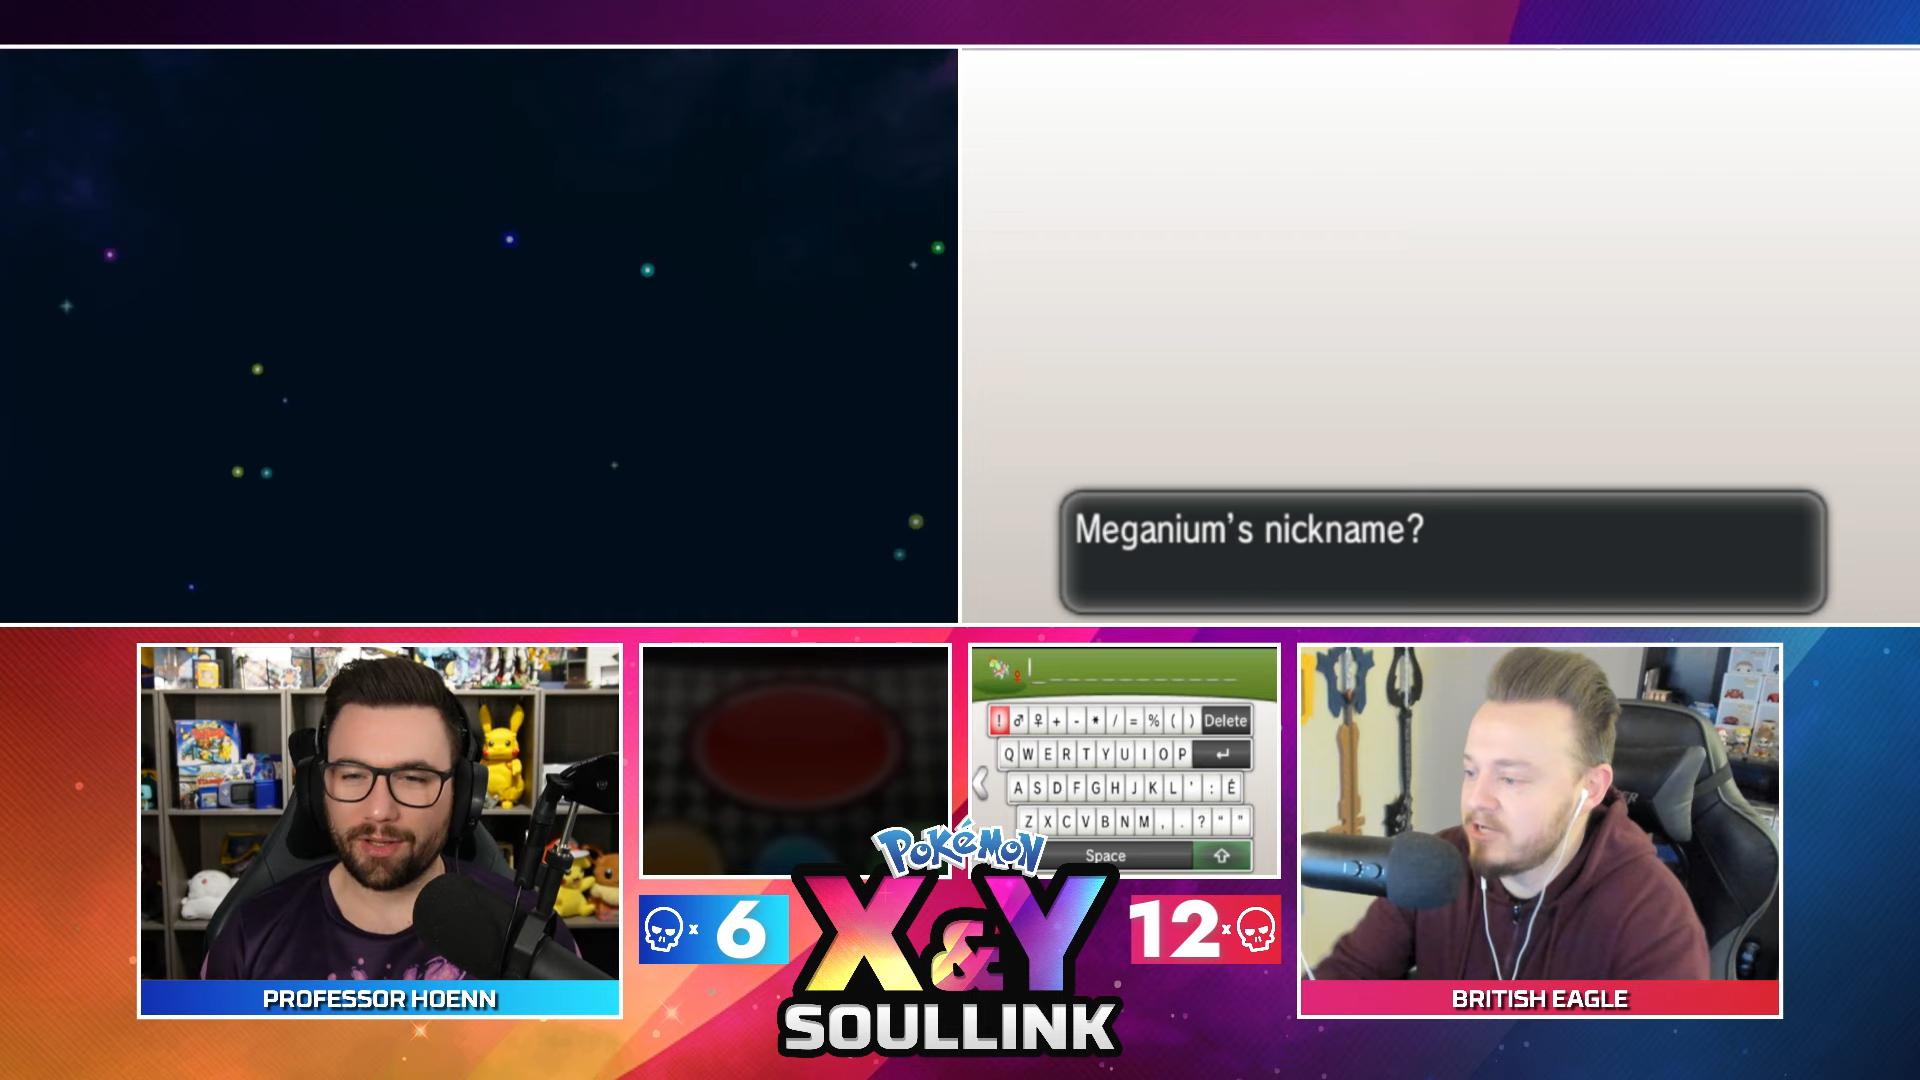 Meganium's nickname?
! ♂ ♀ + - * / = % ( ) Delete
Q W E R T Y U I O P ↵
A S D F G H J K L ' : É
Z X C V B N M , . ? “ ”
Space
Pokémon
X&Y
SOULLINK
x 6
12 x
PROFESSOR HOENN
BRITISH EAGLE